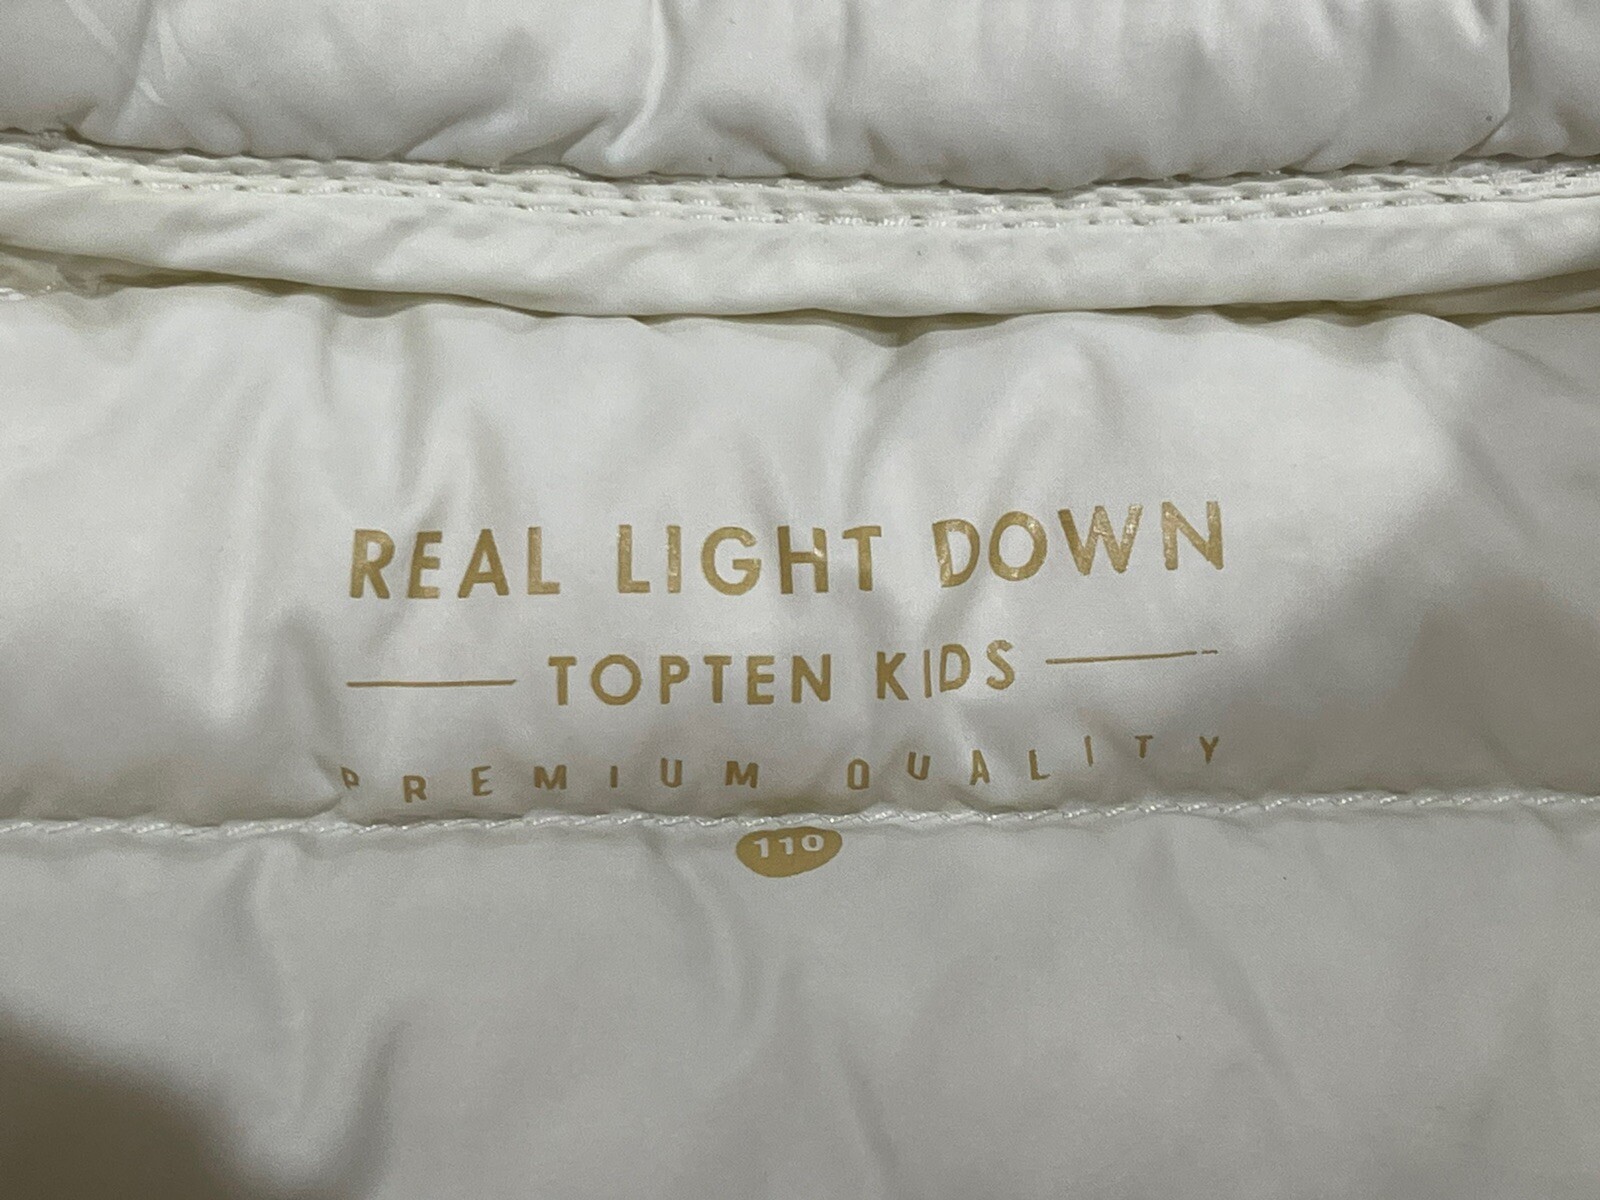 REAL LIGHT DOWN
TOPTEN KIDS
PREMIUM QUALITY
110